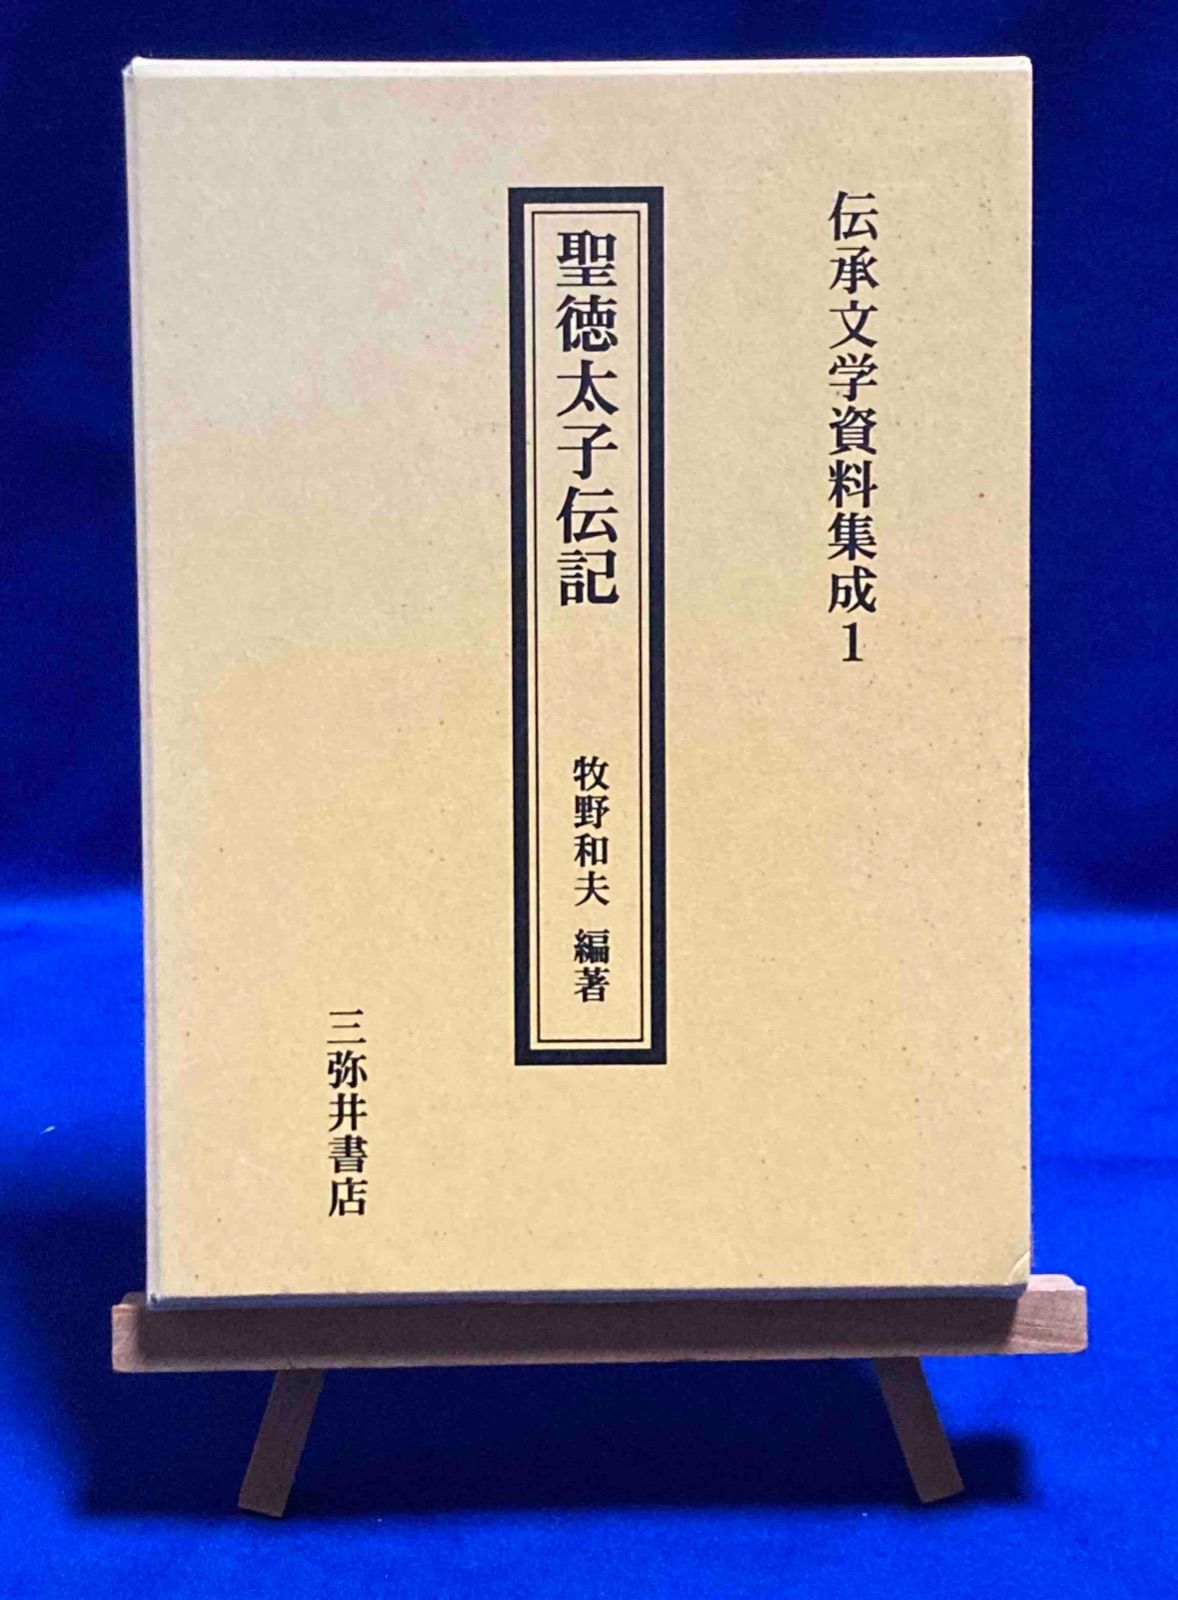 伝承文学資料集成1
聖徳太子伝記
牧野和夫 編著
三弥井書店